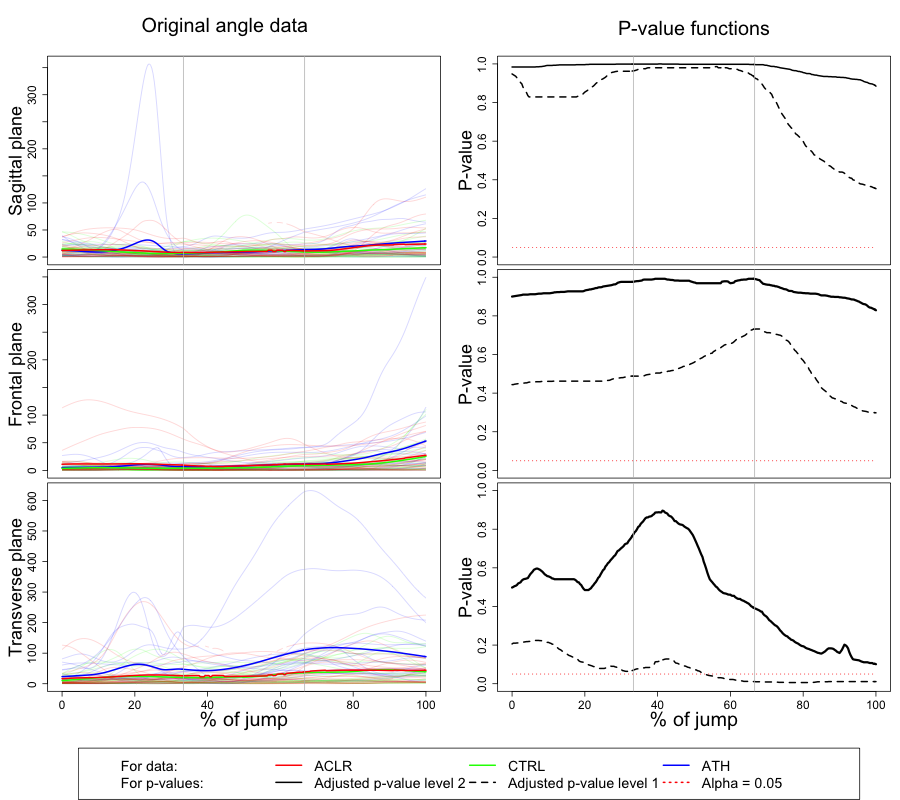 Original angle data
P-value functions
Sagittal plane
0 50 100 200 300
P-value
0.0 0.2 0.4 0.6 0.8 1.0
Frontal plane
0 50 100 200 300
P-value
0.0 0.2 0.4 0.6 0.8 1.0
Transverse plane
0 100 200 300 400 500 600
P-value
0.0 0.2 0.4 0.6 0.8 1.0
0 20 40 60 80 100
% of jump
0 20 40 60 80 100
% of jump
For data: ACLR CTRL ATH
For p-values: Adjusted p-value level 2 Adjusted p-value level 1 Alpha = 0.05